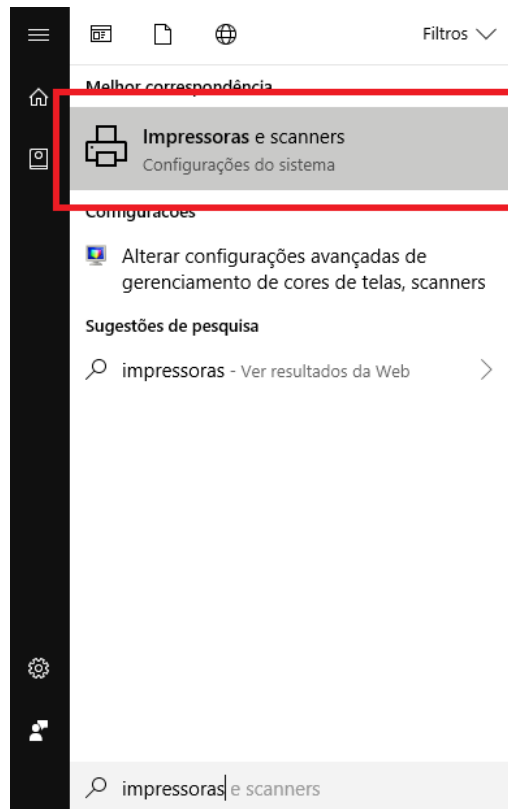 Filtros
Melhor correspondência
Impressoras e scanners
Configurações do sistema
Configurações
Alterar configurações avançadas de
gerenciamento de cores de telas, scanners
Sugestões de pesquisa
impressoras - Ver resultados da Web
impressoras e scanners